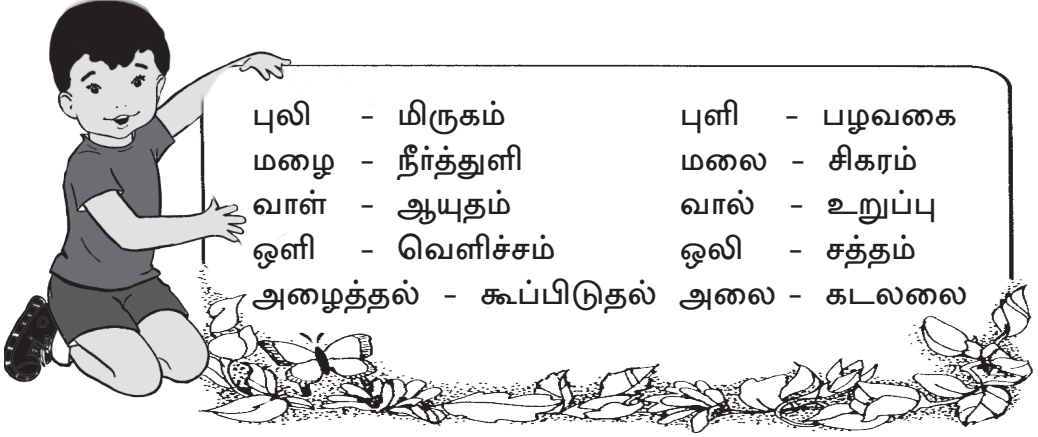 புலி - மிருகம் புளி - பழவகை
மழை - நீர்த்துளி மலை - சிகரம்
வாள் - ஆயுதம் வால் - உறுப்பு
ஒளி - வெளிச்சம் ஒலி - சத்தம்
அழைத்தல் - கூப்பிடுதல் அலை - கடலலை